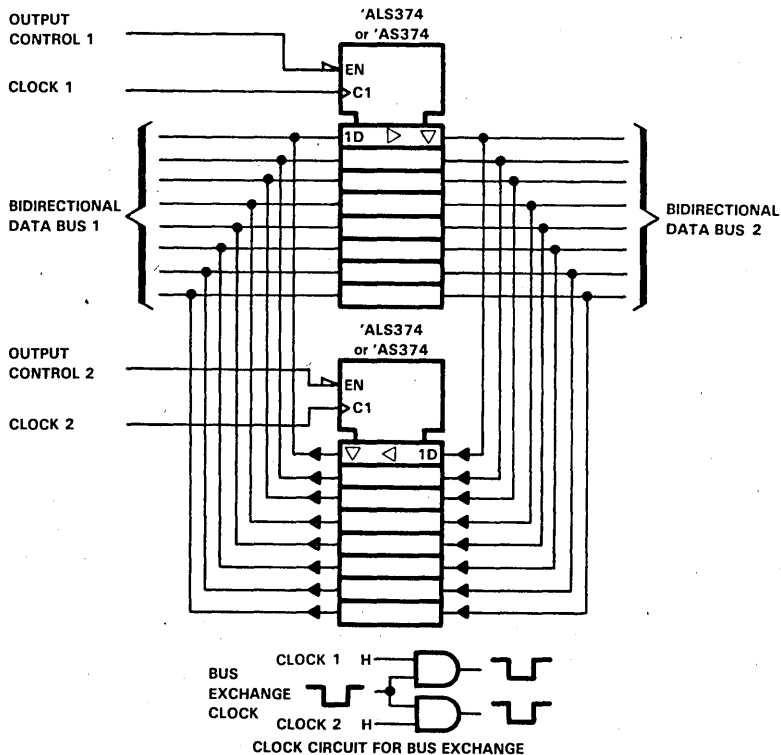 OUTPUT
CONTROL 1
'ALS374
or 'AS374
EN
CLOCK 1
C1
1D
BIDIRECTIONAL
DATA BUS 1
BIDIRECTIONAL
DATA BUS 2
'ALS374
or 'AS374
OUTPUT
CONTROL 2
EN
C1
CLOCK 2
1D
BUS
EXCHANGE
CLOCK
CLOCK 1 H
CLOCK 2 H
CLOCK CIRCUIT FOR BUS EXCHANGE